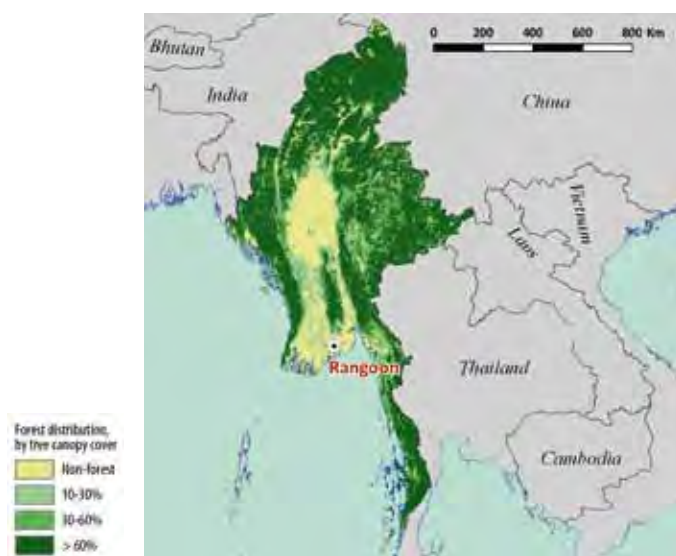 0 200 400 600 800 Km
Bhutan
India
China
Vietnam
Laos
Rangoon
Thailand
Cambodia
Forest distribution,
by tree canopy cover
Non-forest
10-30%
30-60%
> 60%